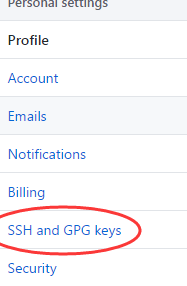 Personal settings
Profile
Account
Emails
Notifications
Billing
SSH and GPG keys
Security